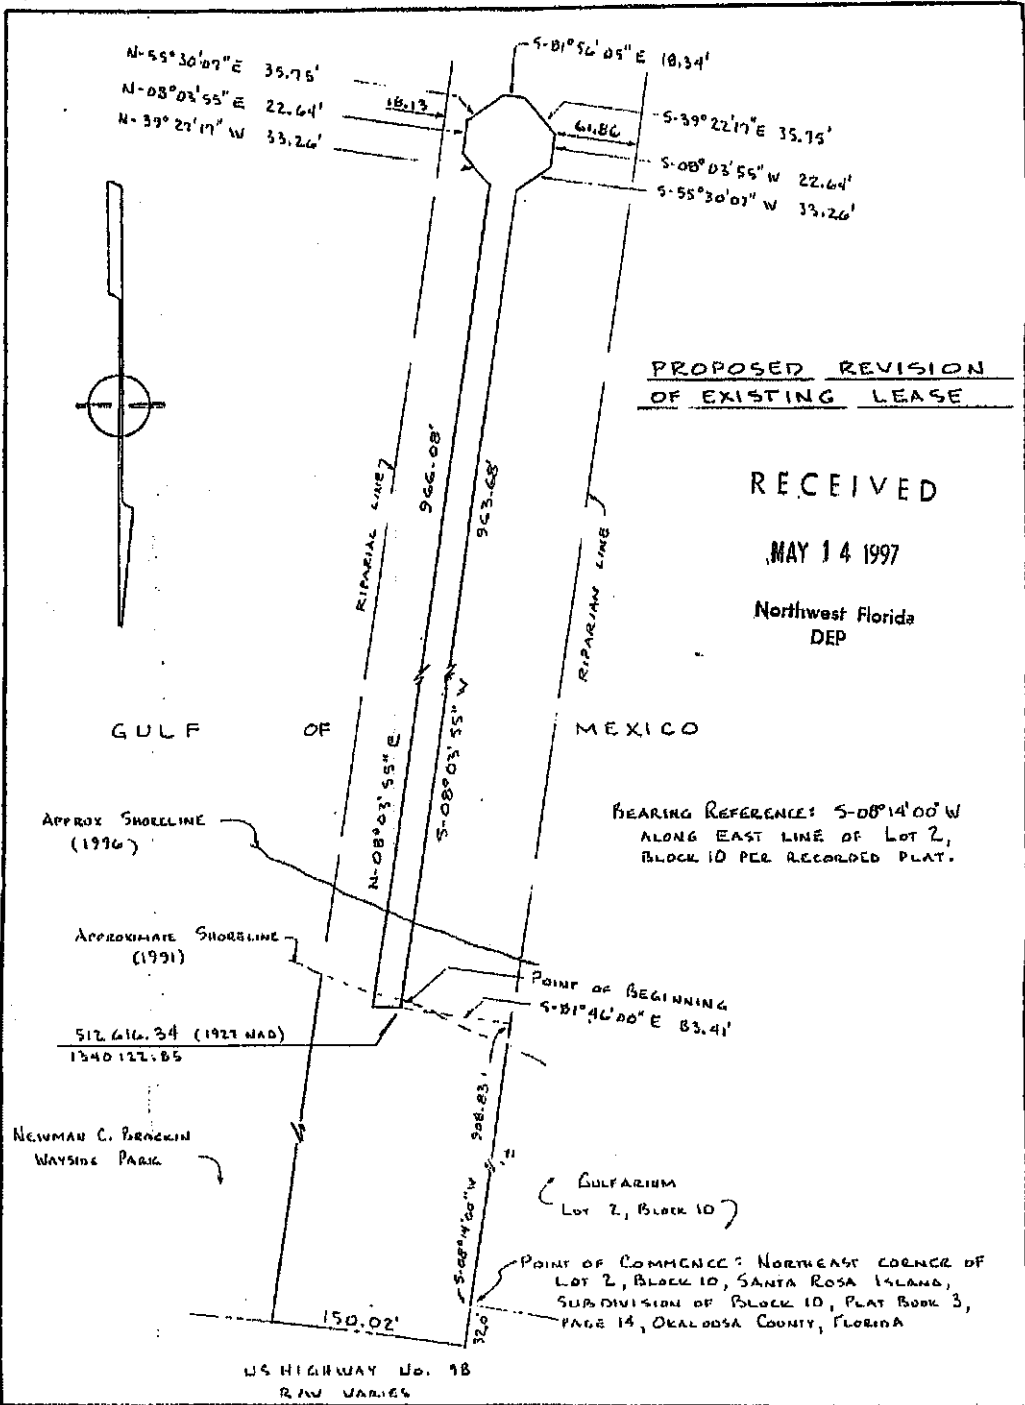 S-81°56'05" E 18.34'
N-55°30'07" E 35.75'
N-08°03'55" E 22.64'
N-39°22'17" W 33.26'
18.13
61.86
S-39°22'17" E 35.75'
S-08°03'55" W 22.64'
S-55°30'07" W 33.26'
PROPOSED REVISION
OF EXISTING LEASE
RECEIVED
MAY 14 1997
Northwest Florida
DEP
RIPARIAL LINE
966.08'
963.68'
RIPARIAN LINE
GULF OF MEXICO
N-08°03'55" E
S-08°03'55" W
BEARING REFERENCE: S-08°14'00" W
ALONG EAST LINE OF LOT 2,
BLOCK 10 PER RECORDED PLAT.
APPROX SHORELINE
(1996)
APPROXIMATE SHORELINE
(1991)
POINT OF BEGINNING
S-81°46'00" E 83.41'
512,616.34 (1927 NAD)
1340122.85
908.83'
S-08°14'00" W
NEWMAN C. BRACKIN
WAYSIDE PARK
GULFARIUM
LOT 2, BLOCK 10
POINT OF COMMENCE: NORTHEAST CORNER OF
LOT 2, BLOCK 10, SANTA ROSA ISLAND,
SUBDIVISION OF BLOCK 10, PLAT BOOK 3,
PAGE 14, OKALOOSA COUNTY, FLORIDA
150.02'
32.0'
US HIGHWAY No. 98
R/W VARIES